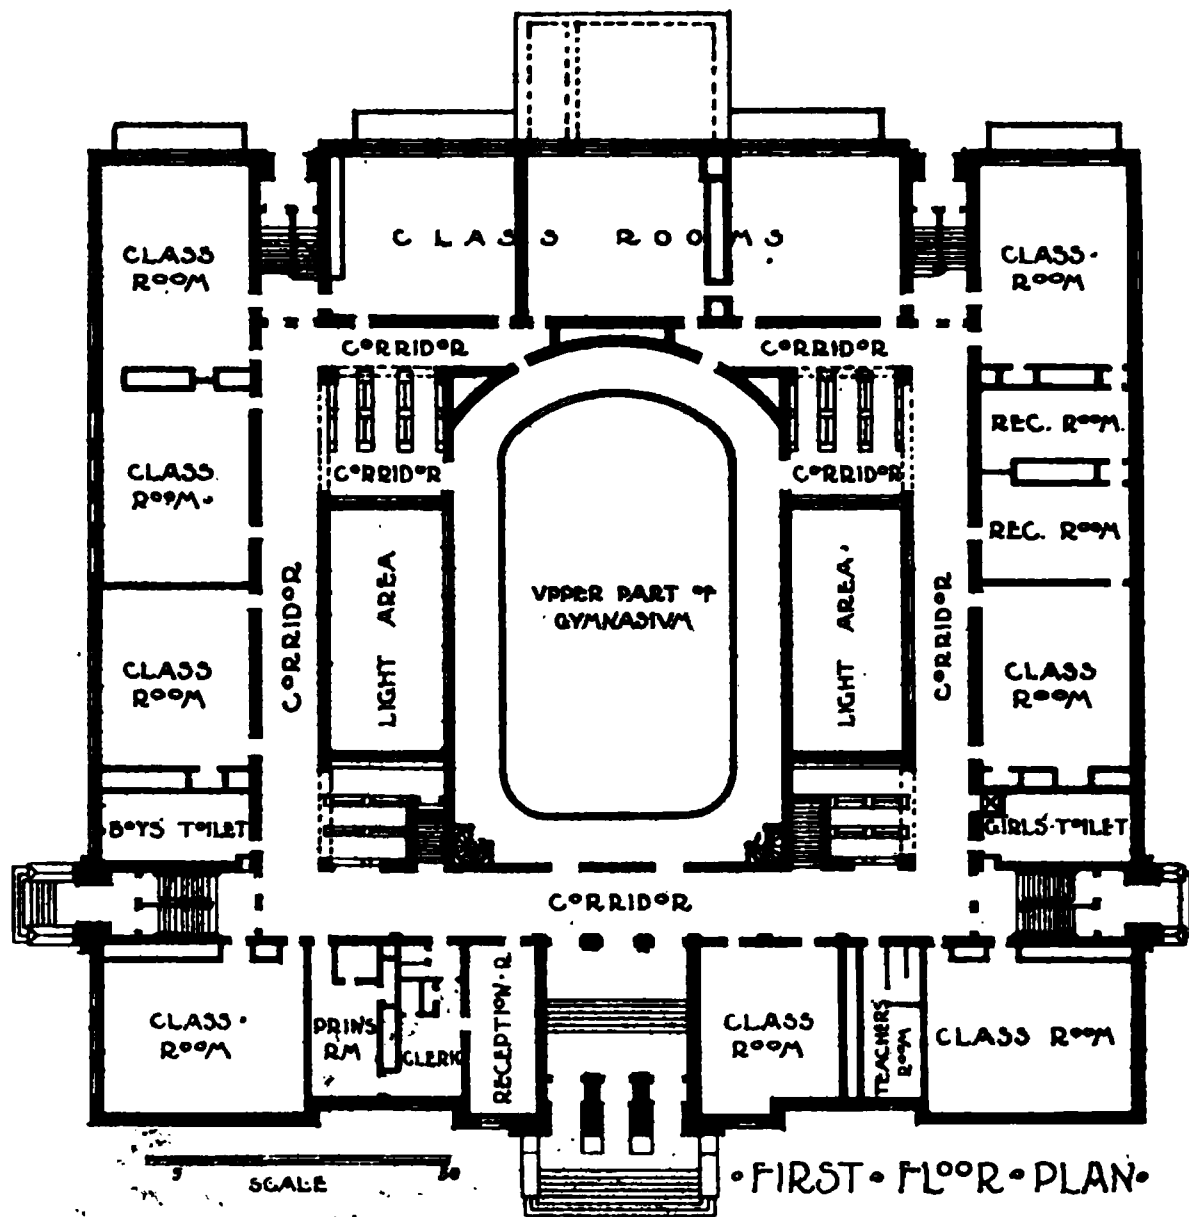 CLASS ROOMS
CLASS
ROOM
CLASS.
ROOM
CORRIDOR
CORRIDOR
REC. ROOM.
CLASS
ROOM.
CORRIDOR
CORRIDOR
REC. ROOM
CORRIDOR
LIGHT AREA
UPPER PART OF
GYMNASIUM
LIGHT AREA.
CORRIDOR
CLASS
ROOM
CLASS
ROOM
BOYS' TOILET
GIRLS' TOILET
CORRIDOR
CLASS.
ROOM
PRIN'S
RM
CLERK
RECEPTION. R
CLASS
ROOM
TEACHERS
ROOM
CLASS ROOM
SCALE
• FIRST • FLOOR • PLAN •